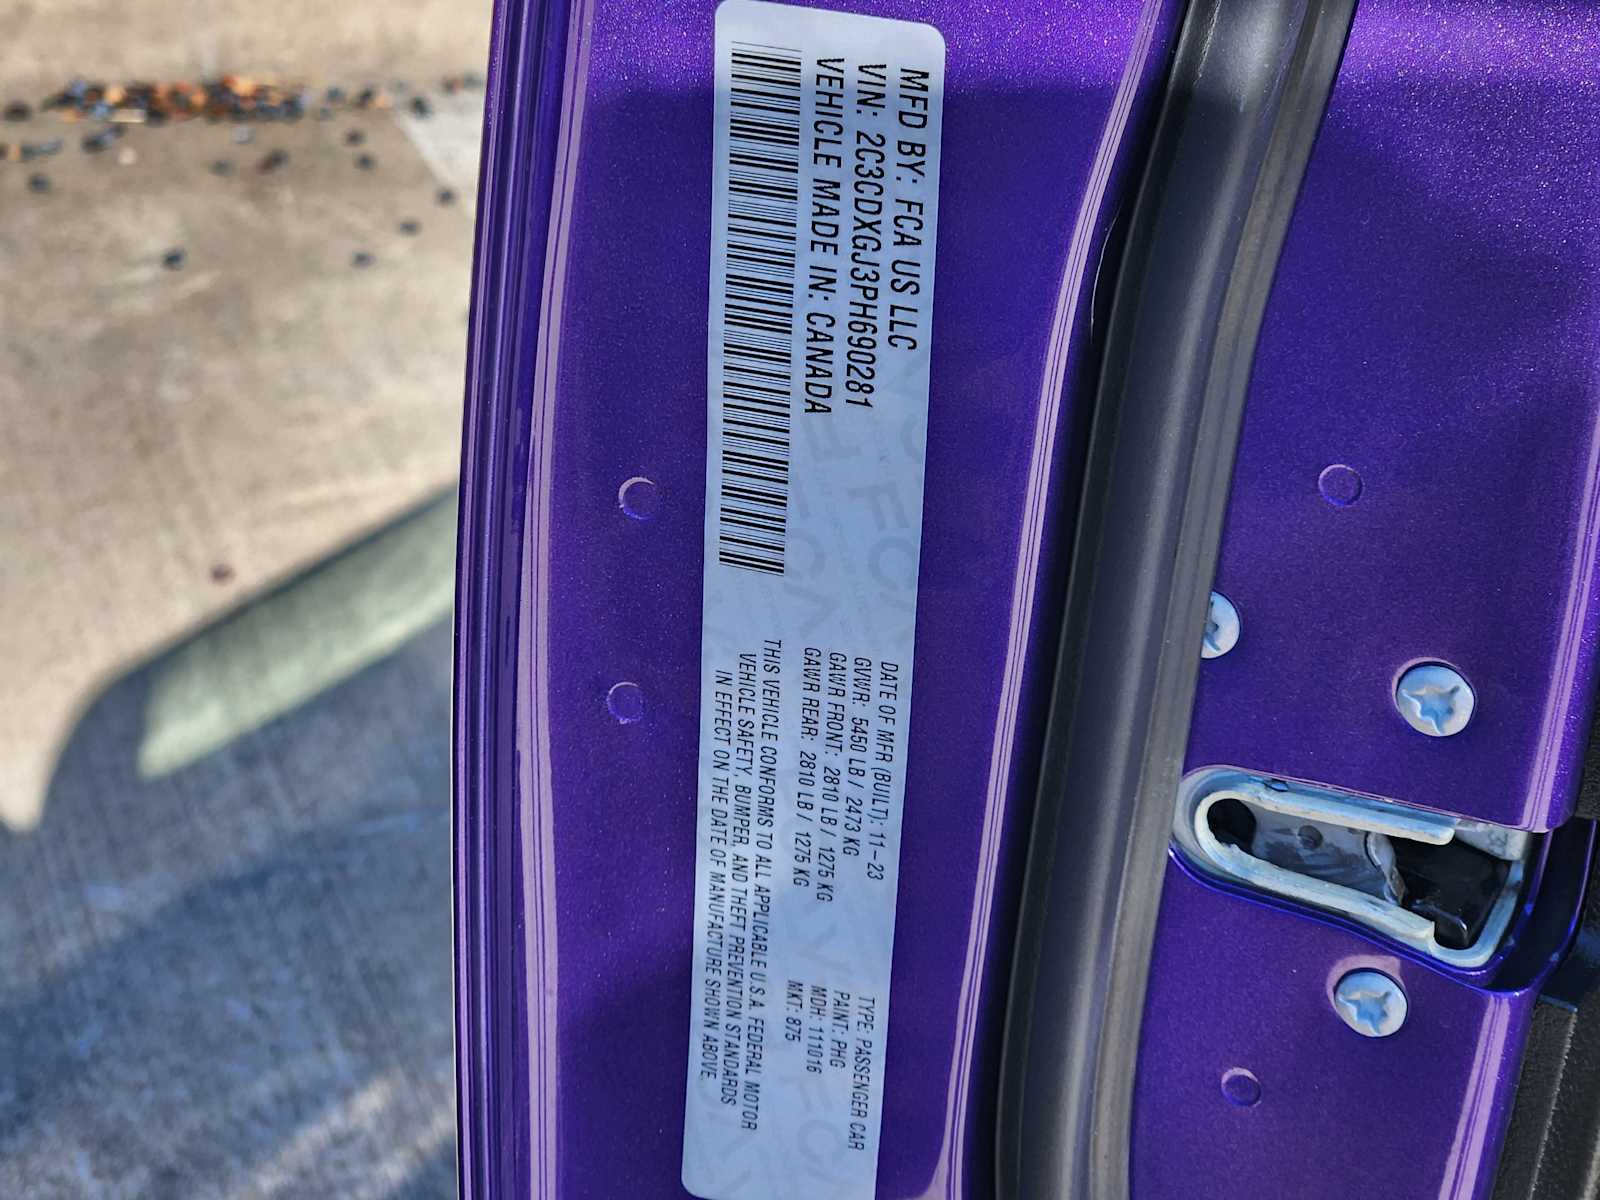 MFD BY: FCA US LLC
VIN: 2C3CDXGJ3PH690281
VEHICLE MADE IN: CANADA
DATE OF MFR (BUILT): 11-23
GVWR: 5450 LB / 2473 KG
GAWR FRONT: 2810 LB / 1275 KG
GAWR REAR: 2810 LB / 1275 KG
TYPE: PASSENGER CAR
PAINT: PHG
MDH: 111016
MKT: 875
THIS VEHICLE CONFORMS TO ALL APPLICABLE U.S.A. FEDERAL MOTOR
VEHICLE SAFETY, BUMPER, AND THEFT PREVENTION STANDARDS
IN EFFECT ON THE DATE OF MANUFACTURE SHOWN ABOVE.